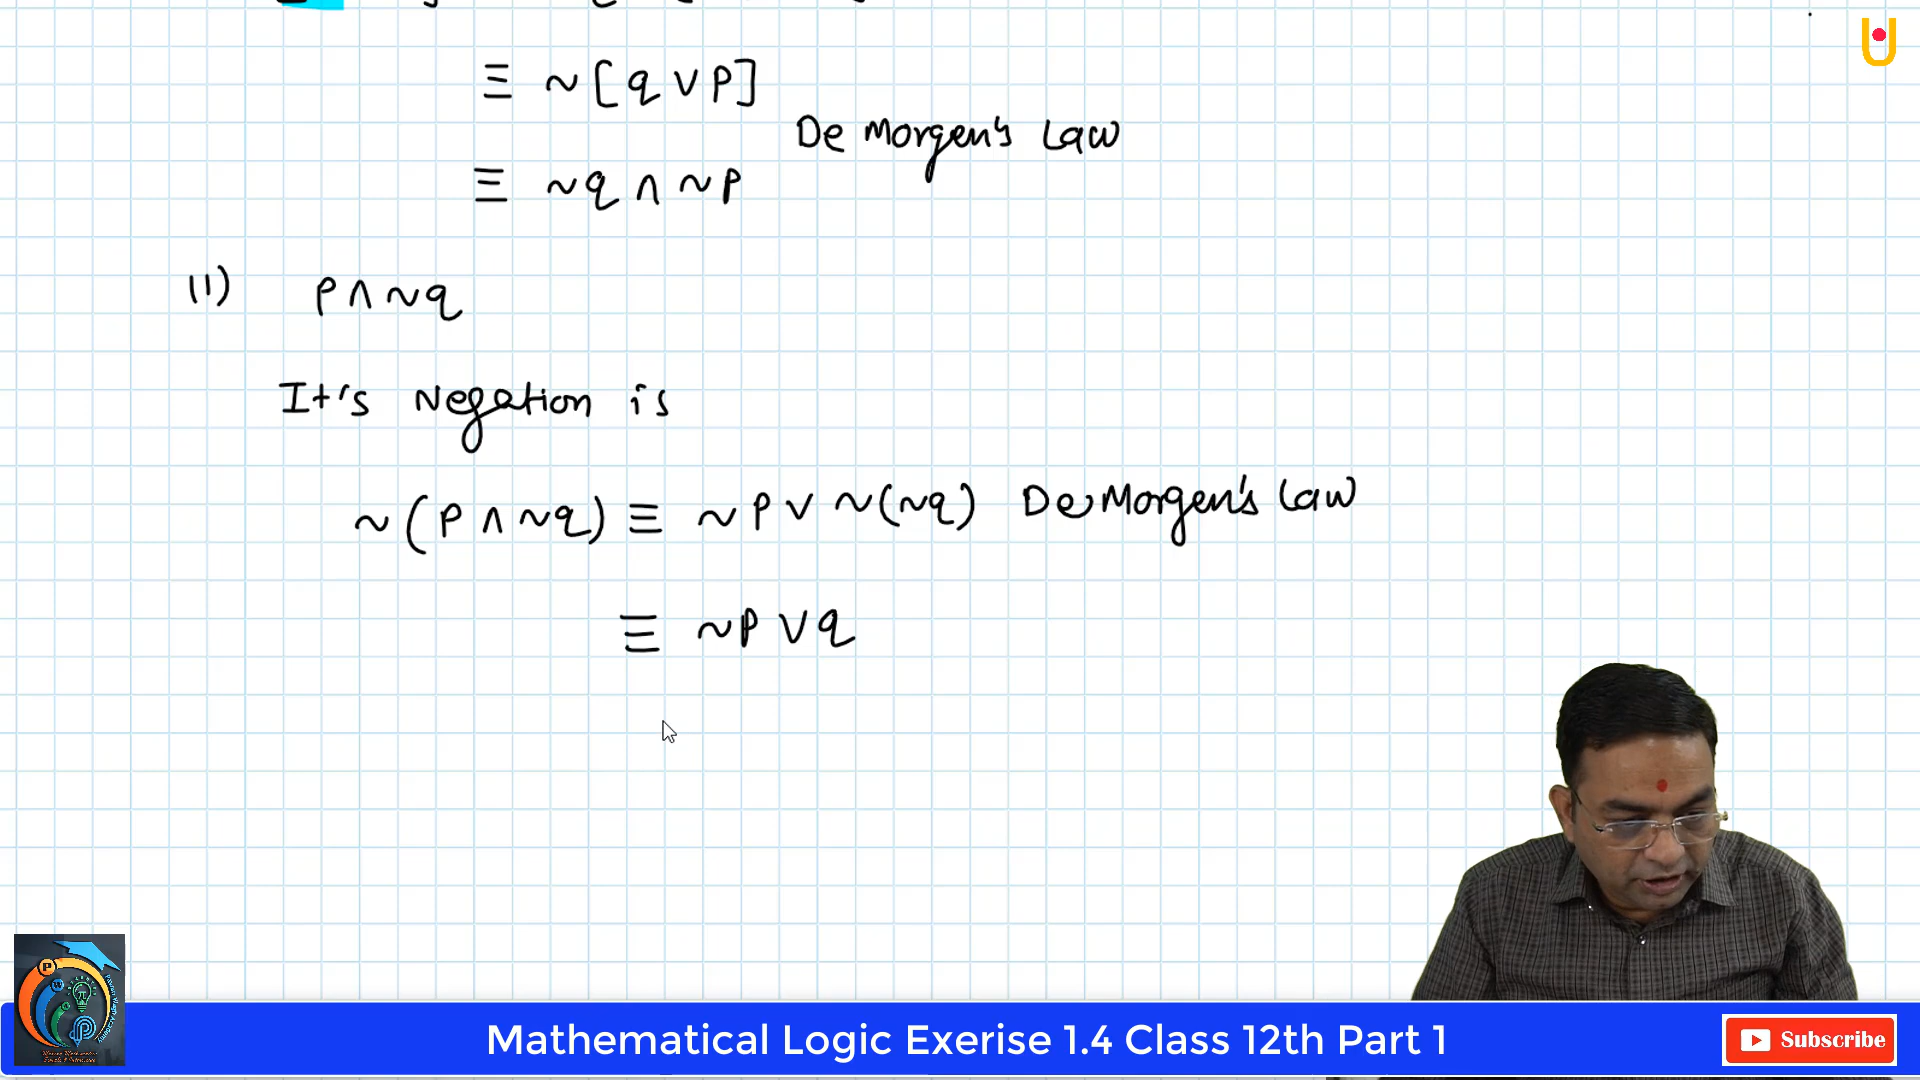 ≡ ~[q ∨ p]
De Morgen's Law
≡ ~q ∧ ~p
11) p ∧ ~q
It's Negation is
~(p ∧ ~q) ≡ ~p ∨ ~(~q) De Morgen's Law
≡ ~p ∨ q
Mathematical Logic Exerise 1.4 Class 12th Part 1
Subscribe